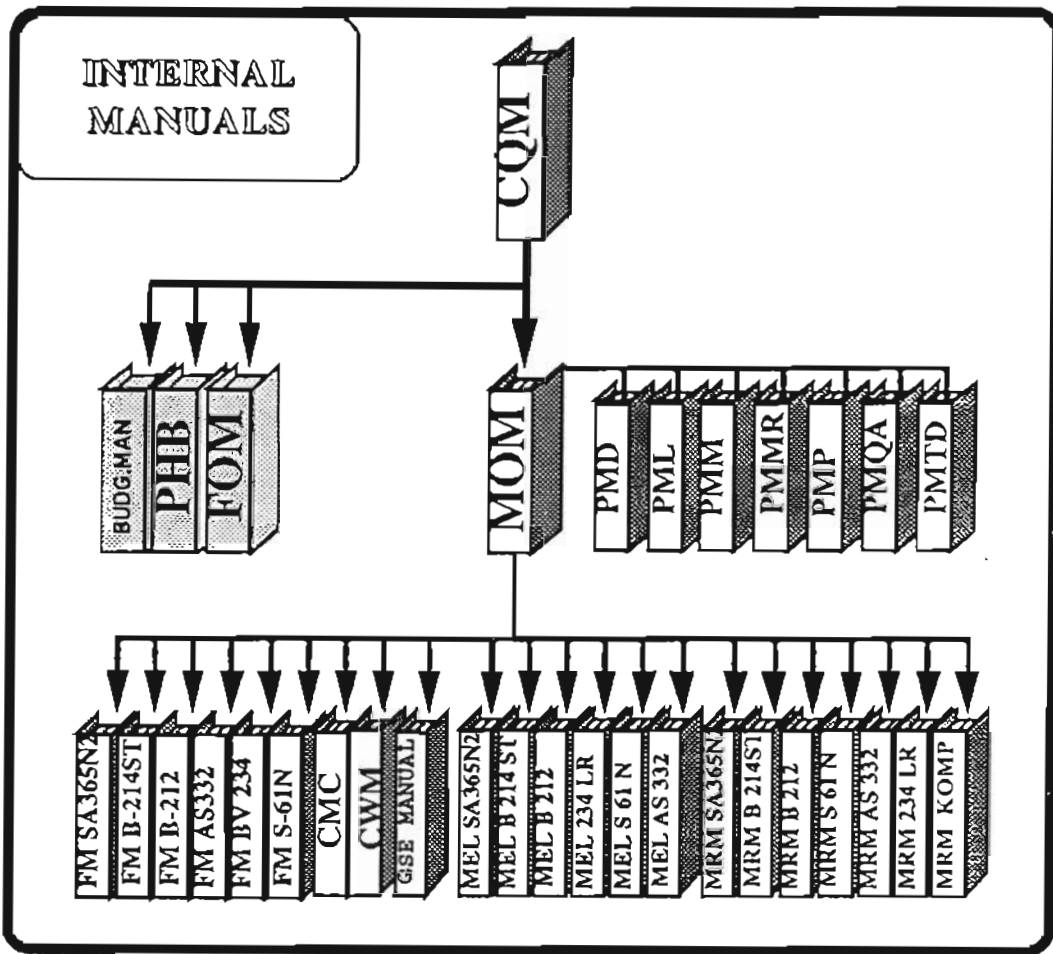 INTERNAL
MANUALS
CQM
BUDG.MAN
PHB
FOM
MOM
PMD
PML
PMM
PMMR
PMP
PMQA
PMTD
FM SA365N2
FM B-214ST
FM B-212
FM AS332
FM BV 234
FM S-61N
CMC
CWM
GSE MANUAL
MEL SA365N2
MEL B 214 ST
MEL B 212
MEL 234 LR
MEL S 61 N
MEL AS 332
MRM SA365N2
MRM B 214ST
MRM B 212
MRM S 61 N
MRM AS 332
MRM 234 LR
MRM KOMP